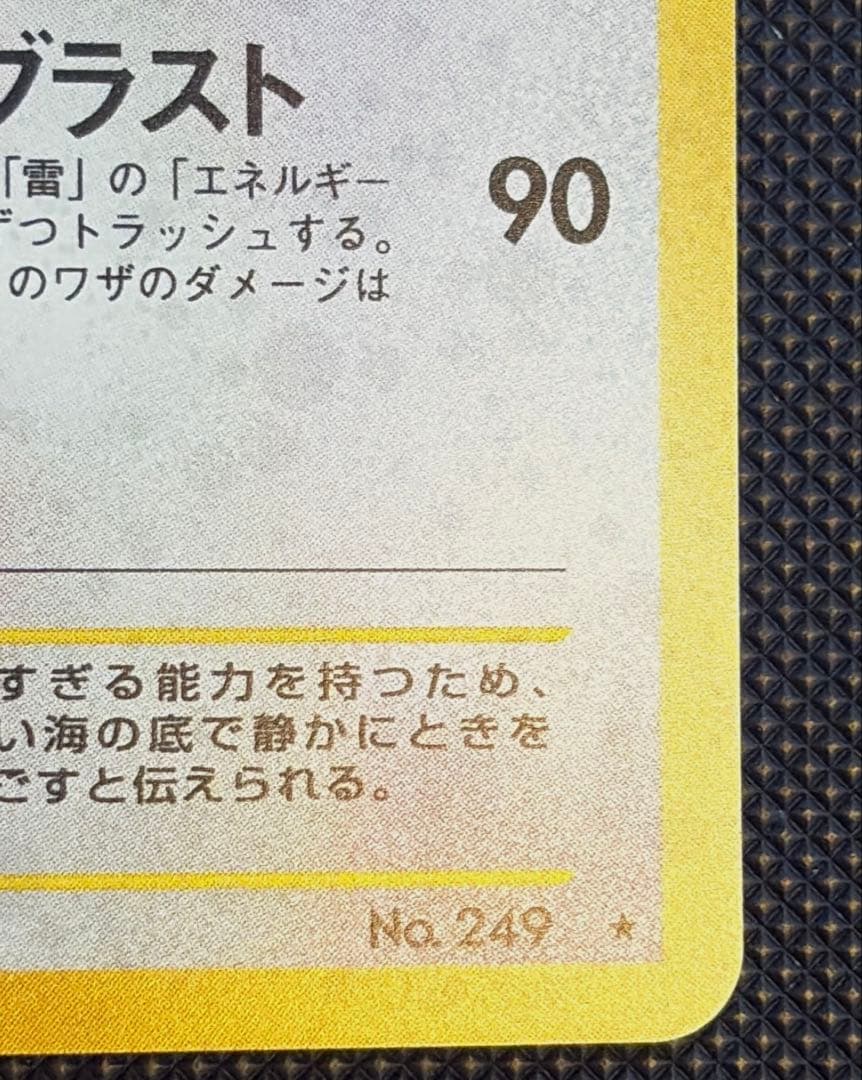 ブラスト
「雷」の「エネルギー
90
ずつトラッシュする。
のワザのダメージは
すぎる能力を持つため、
い海の底で静かにときを
ごすと伝えられる。
No. 249 ★